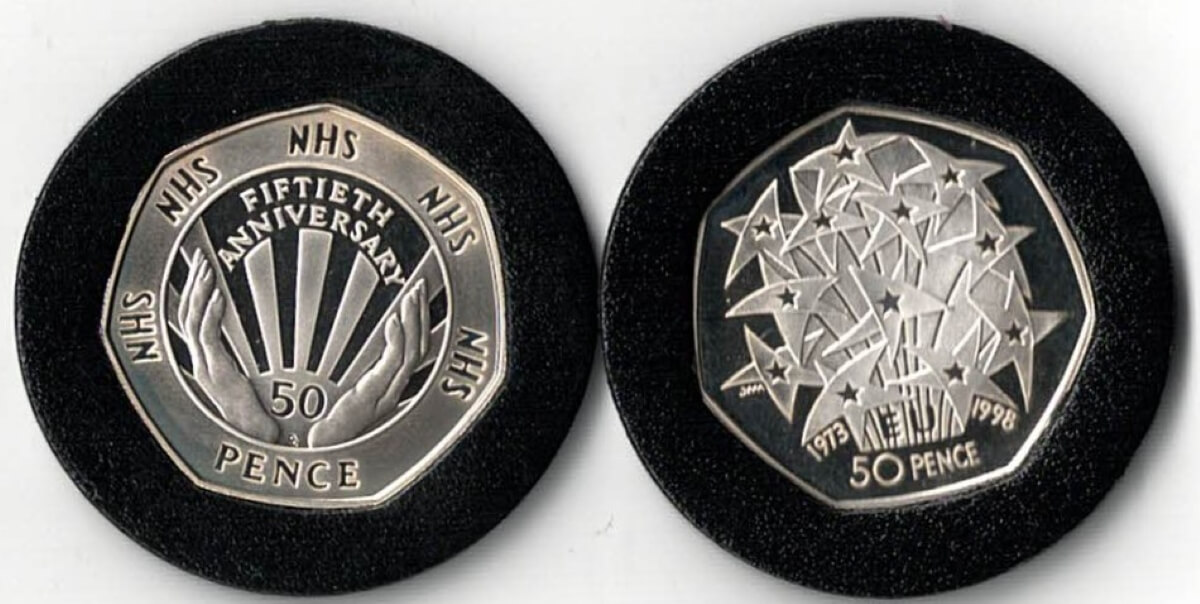 NHS
NHS
NHS
NHS
NHS
FIFTIETH
ANNIVERSARY
50
PENCE
1973
1998
50 PENCE